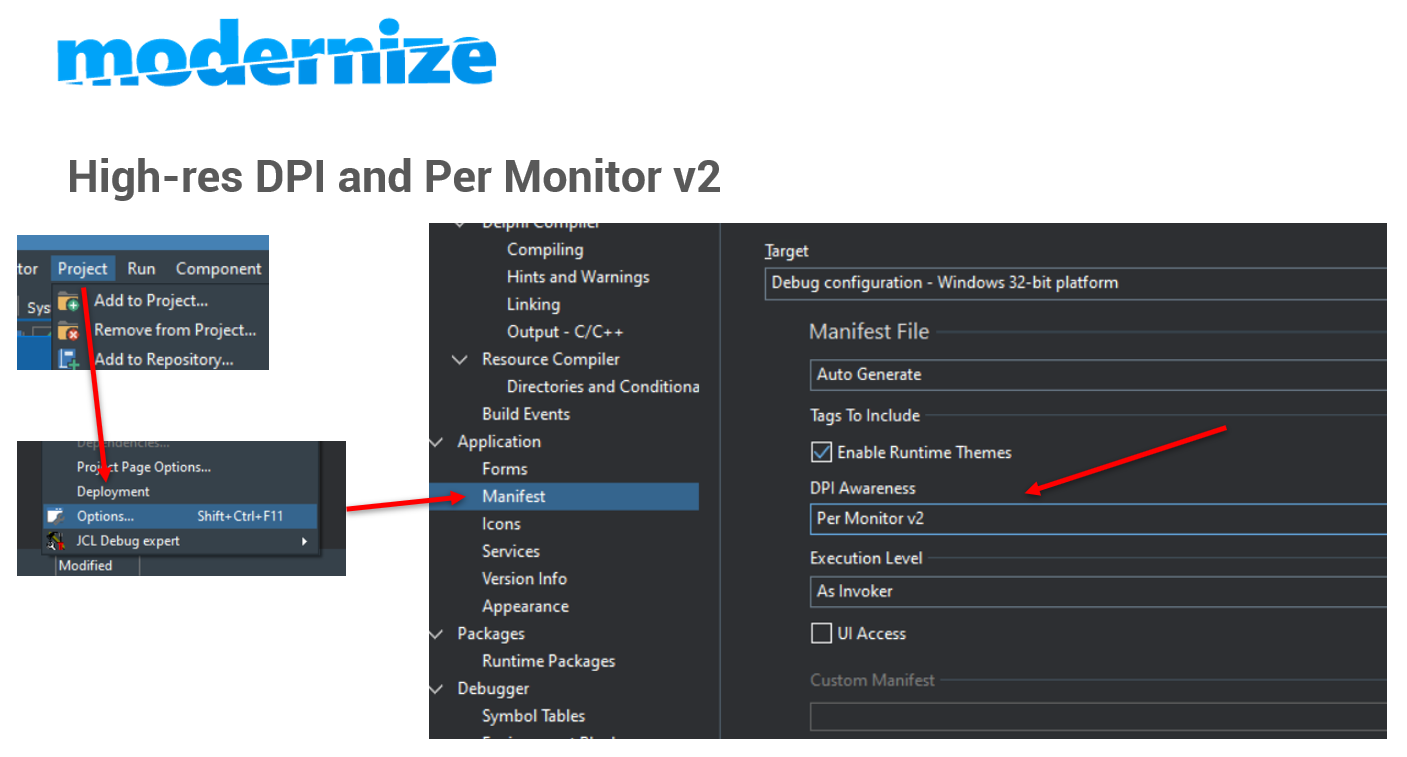 modernize
High-res DPI and Per Monitor v2
tor Project Run Component
Sys
Add to Project...
Remove from Project...
Add to Repository...
Dependencies...
Project Page Options...
Deployment
Options... Shift+Ctrl+F11
JCL Debug expert
Modified
Delphi Compiler
Compiling
Hints and Warnings
Linking
Output - C/C++
Resource Compiler
Directories and Conditiona
Build Events
Application
Forms
Manifest
Icons
Services
Version Info
Appearance
Packages
Runtime Packages
Debugger
Symbol Tables
Target
Debug configuration - Windows 32-bit platform
Manifest File
Auto Generate
Tags To Include
Enable Runtime Themes
DPI Awareness
Per Monitor v2
Execution Level
As Invoker
UI Access
Custom Manifest